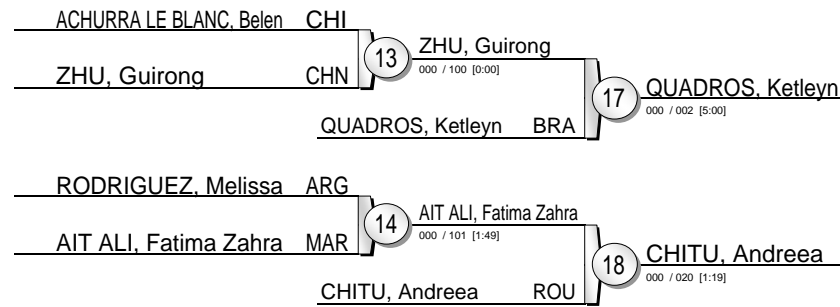 ACHURRA LE BLANC, Belen CHI
13
ZHU, Guirong
000 / 100 [0:00]
ZHU, Guirong CHN
17
QUADROS, Ketleyn
000 / 002 [5:00]
QUADROS, Ketleyn BRA
RODRIGUEZ, Melissa ARG
14
AIT ALI, Fatima Zahra
000 / 101 [1:49]
AIT ALI, Fatima Zahra MAR
18
CHITU, Andreea
000 / 020 [1:19]
CHITU, Andreea ROU